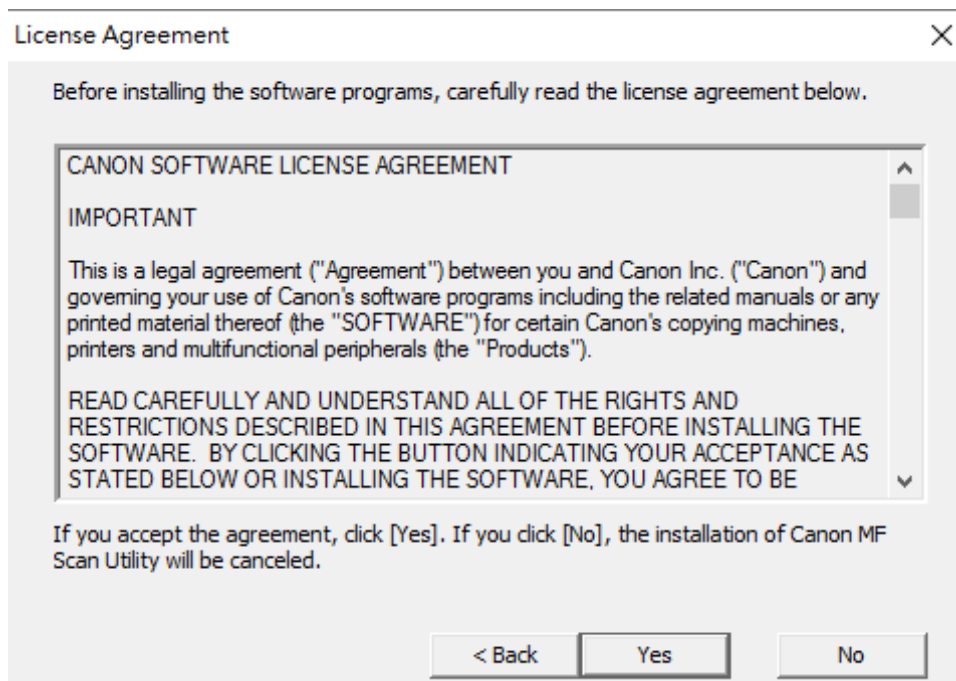 License Agreement
Before installing the software programs, carefully read the license agreement below.
CANON SOFTWARE LICENSE AGREEMENT
IMPORTANT
This is a legal agreement ("Agreement") between you and Canon Inc. ("Canon") and
governing your use of Canon's software programs including the related manuals or any
printed material thereof (the "SOFTWARE") for certain Canon's copying machines,
printers and multifunctional peripherals (the "Products").
READ CAREFULLY AND UNDERSTAND ALL OF THE RIGHTS AND
RESTRICTIONS DESCRIBED IN THIS AGREEMENT BEFORE INSTALLING THE
SOFTWARE.  BY CLICKING THE BUTTON INDICATING YOUR ACCEPTANCE AS
STATED BELOW OR INSTALLING THE SOFTWARE, YOU AGREE TO BE
If you accept the agreement, click [Yes]. If you click [No], the installation of Canon MF
Scan Utility will be canceled.
< Back Yes No